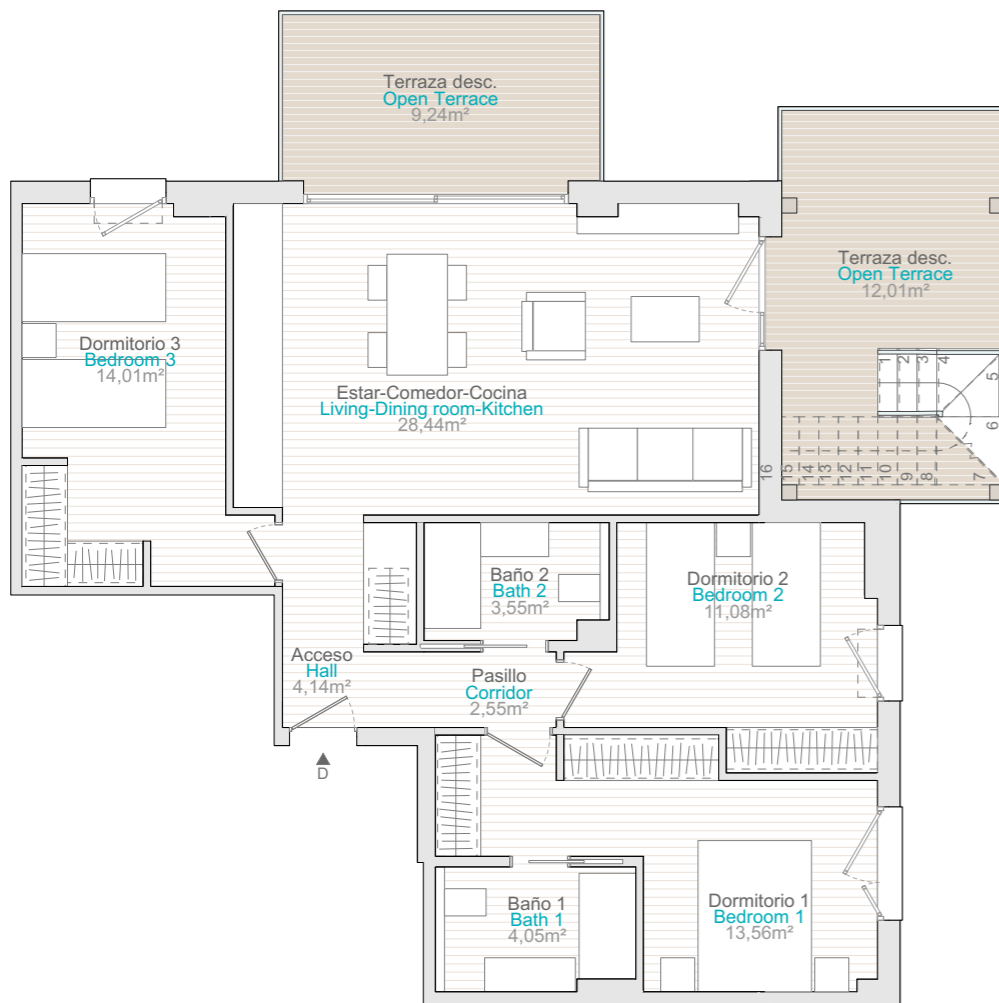 Terraza desc.
Open Terrace
9,24m²
Terraza desc.
Open Terrace
12,01m²
Dormitorio 3
Bedroom 3
14,01m²
Estar-Comedor-Cocina
Living-Dining room-Kitchen
28,44m²
1
2
3
4
5
6
7
8
9
10
11
12
13
14
15
16
Baño 2
Bath 2
3,55m²
Dormitorio 2
Bedroom 2
11,08m²
Acceso
Hall
4,14m²
Pasillo
Corridor
2,55m²
D
Baño 1
Bath 1
4,05m²
Dormitorio 1
Bedroom 1
13,56m²